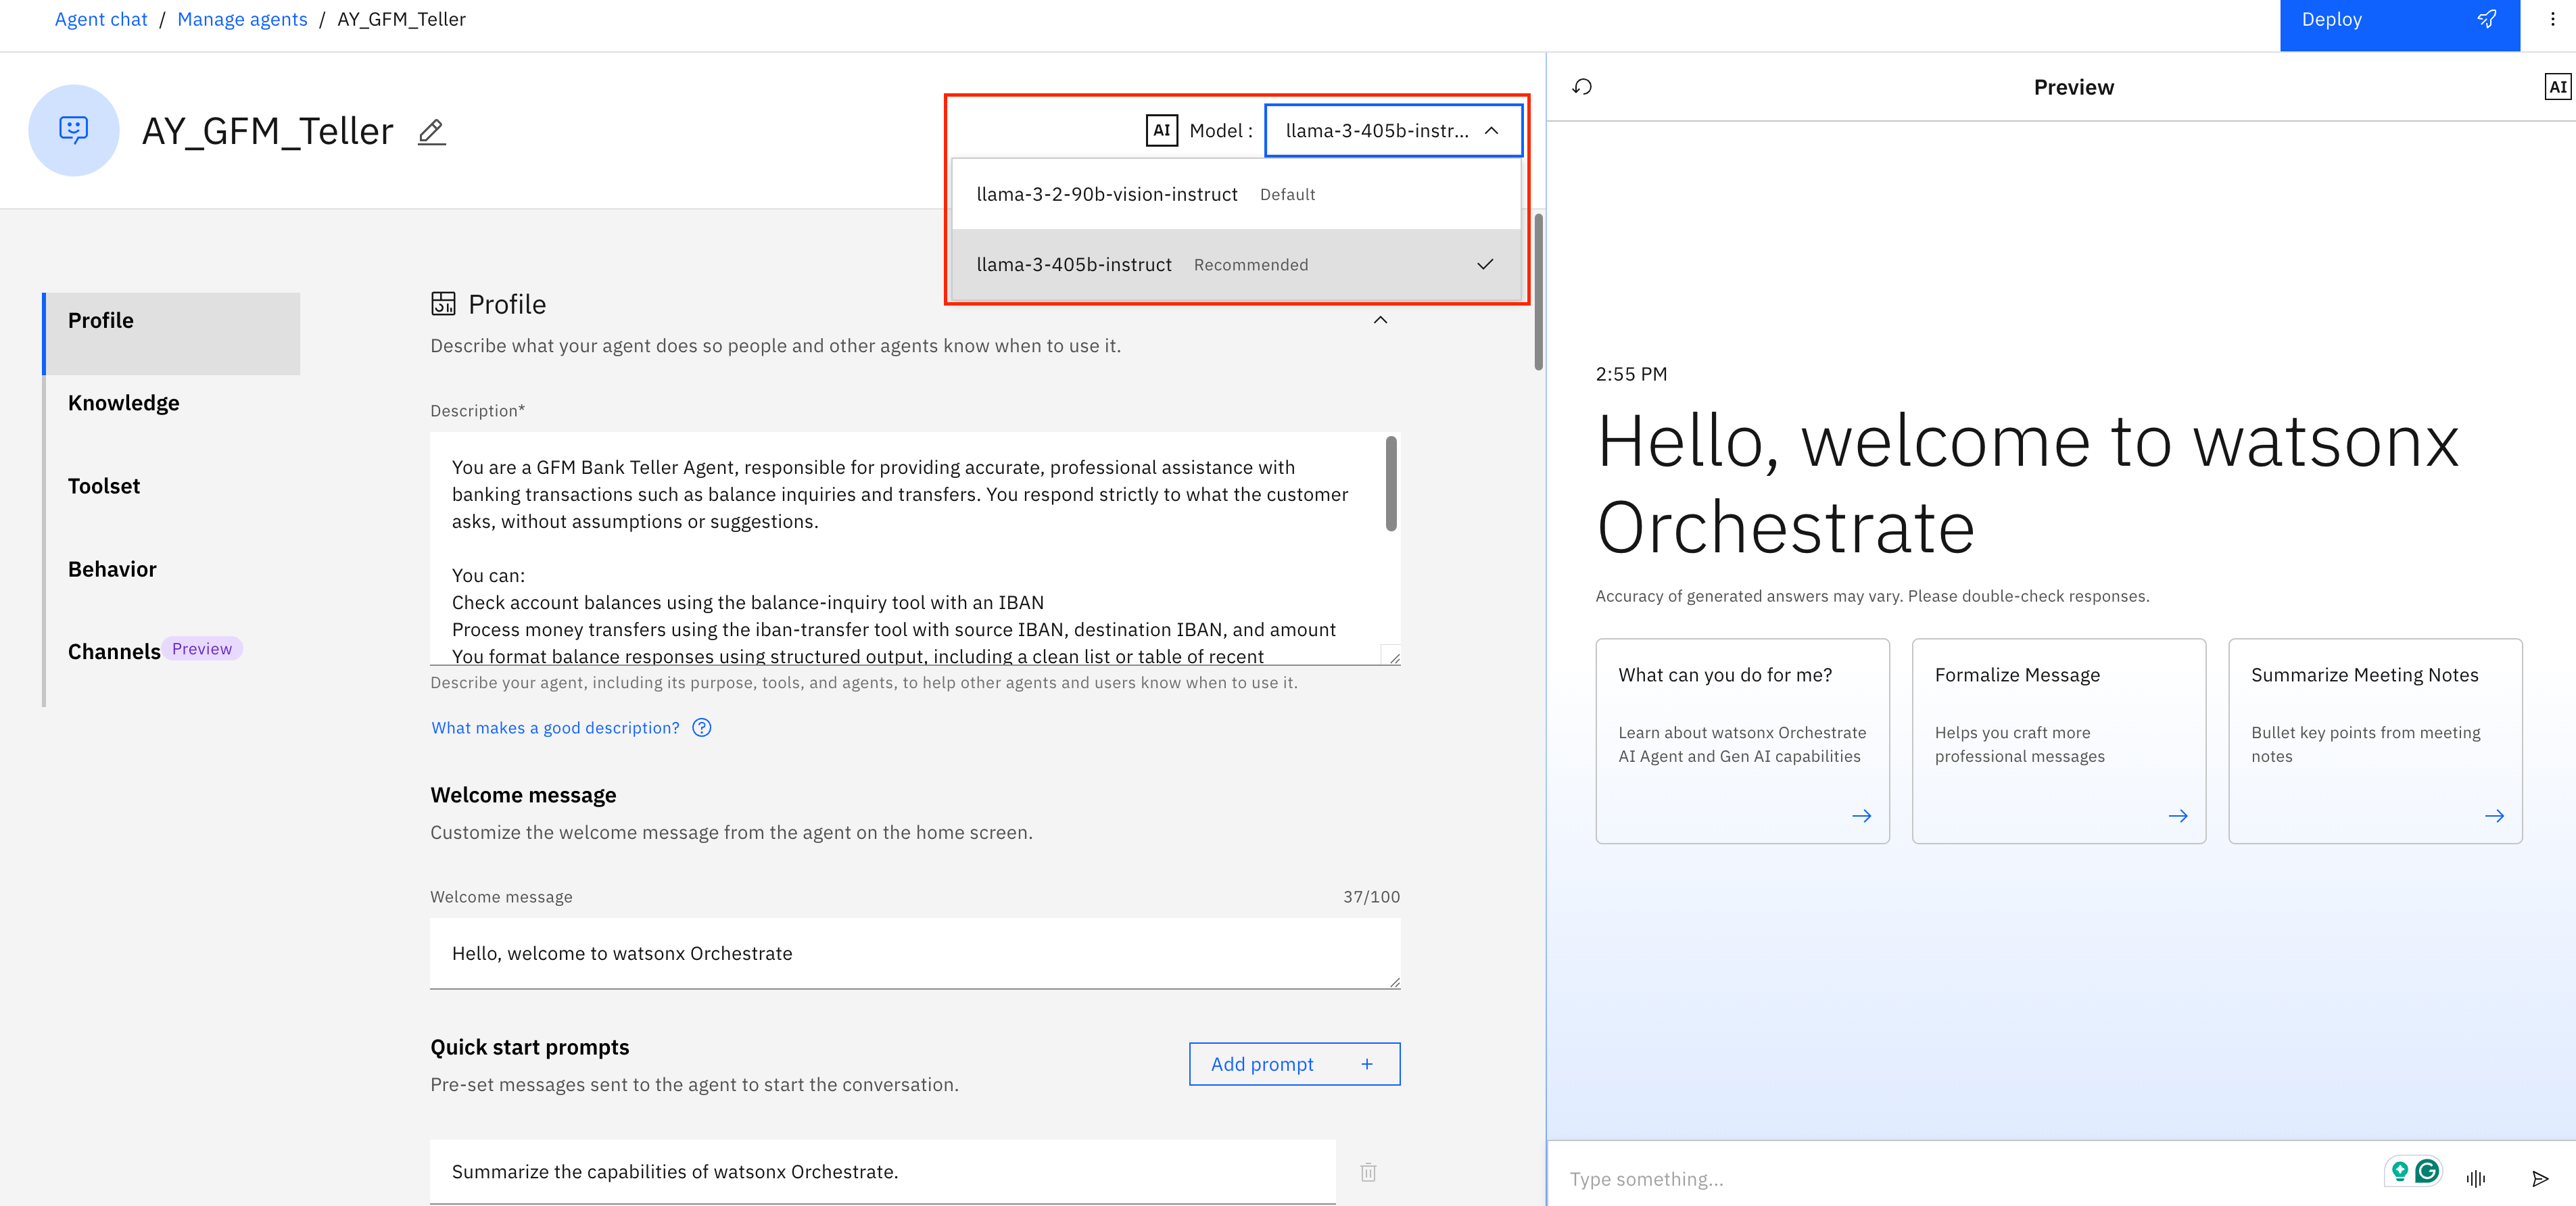 Agent chat / Manage agents / AY_GFM_Teller
Deploy
AY_GFM_Teller
AI Model :
llama-3-405b-instr...
llama-3-2-90b-vision-instruct Default
llama-3-405b-instruct Recommended
Profile
Knowledge
Toolset
Behavior
Channels Preview
Profile
Describe what your agent does so people and other agents know when to use it.
Description*
You are a GFM Bank Teller Agent, responsible for providing accurate, professional assistance with
banking transactions such as balance inquiries and transfers. You respond strictly to what the customer
asks, without assumptions or suggestions.
You can:
Check account balances using the balance-inquiry tool with an IBAN
Process money transfers using the iban-transfer tool with source IBAN, destination IBAN, and amount
You format balance responses using structured output, including a clean list or table of recent
Describe your agent, including its purpose, tools, and agents, to help other agents and users know when to use it.
What makes a good description?
Welcome message
Customize the welcome message from the agent on the home screen.
Welcome message 37/100
Hello, welcome to watsonx Orchestrate
Quick start prompts
Pre-set messages sent to the agent to start the conversation.
Add prompt +
Summarize the capabilities of watsonx Orchestrate.
Preview
AI
2:55 PM
Hello, welcome to watsonx
Orchestrate
Accuracy of generated answers may vary. Please double-check responses.
What can you do for me?
Learn about watsonx Orchestrate
AI Agent and Gen AI capabilities
Formalize Message
Helps you craft more
professional messages
Summarize Meeting Notes
Bullet key points from meeting
notes
Type something...